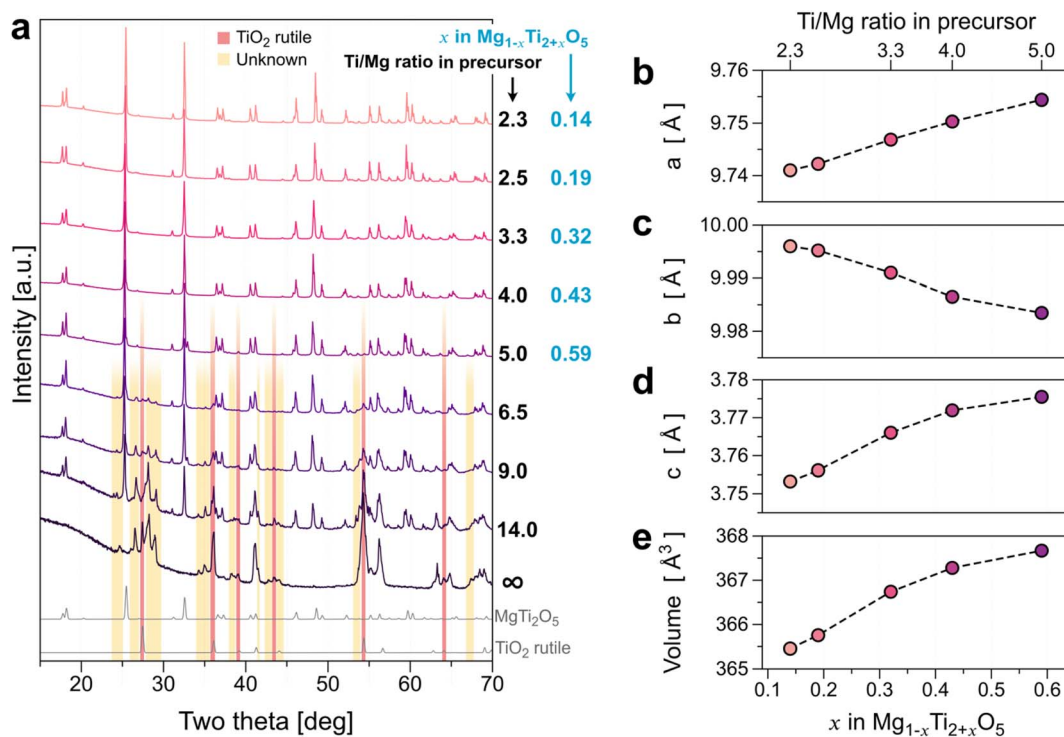 a
TiO₂ rutile
Unknown
x in Mg₁₋ₓTi₂₊ₓO₅
Ti/Mg ratio in precursor
2.3 0.14
2.5 0.19
3.3 0.32
4.0 0.43
5.0 0.59
6.5
9.0
14.0
∞
MgTi₂O₅
TiO₂ rutile
Intensity [a.u.]
20 30 40 50 60 70
Two theta [deg]
Ti/Mg ratio in precursor
2.3 3.3 4.0 5.0
b
9.76
9.75
9.74
a [Å]
c
10.00
9.99
9.98
b [Å]
d
3.78
3.77
3.76
3.75
c [Å]
e
368
367
366
365
Volume [Å³]
0.1 0.2 0.3 0.4 0.5 0.6
x in Mg₁₋ₓTi₂₊ₓO₅